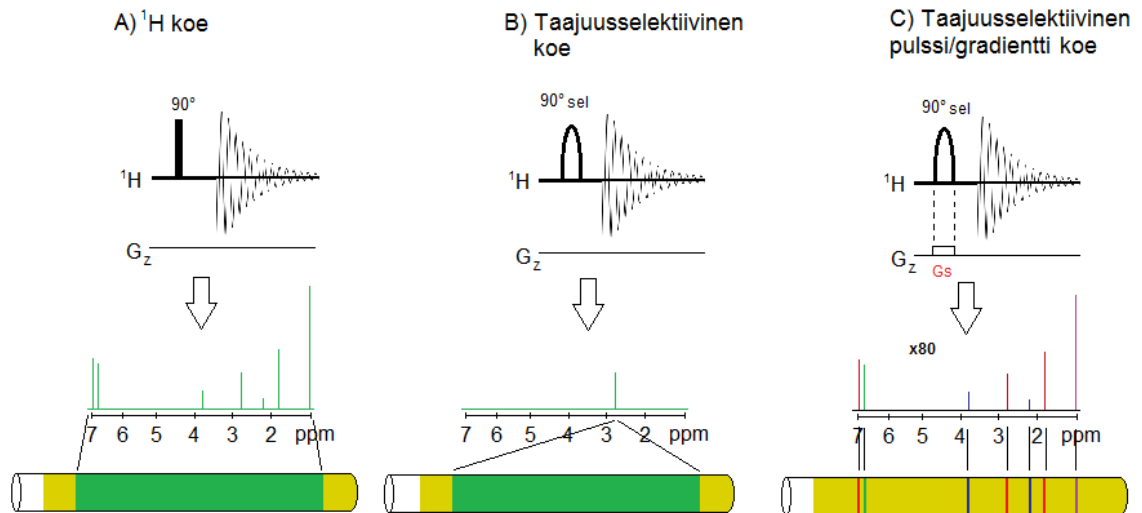 A) ¹H koe
90°
¹H
Gz
7 6 5 4 3 2 ppm
B) Taajuusselektiivinen
koe
90° sel
¹H
Gz
7 6 5 4 3 2 ppm
C) Taajuusselektiivinen
pulssi/gradientti koe
90° sel
¹H
Gz
Gs
x80
7 6 5 4 3 2 ppm